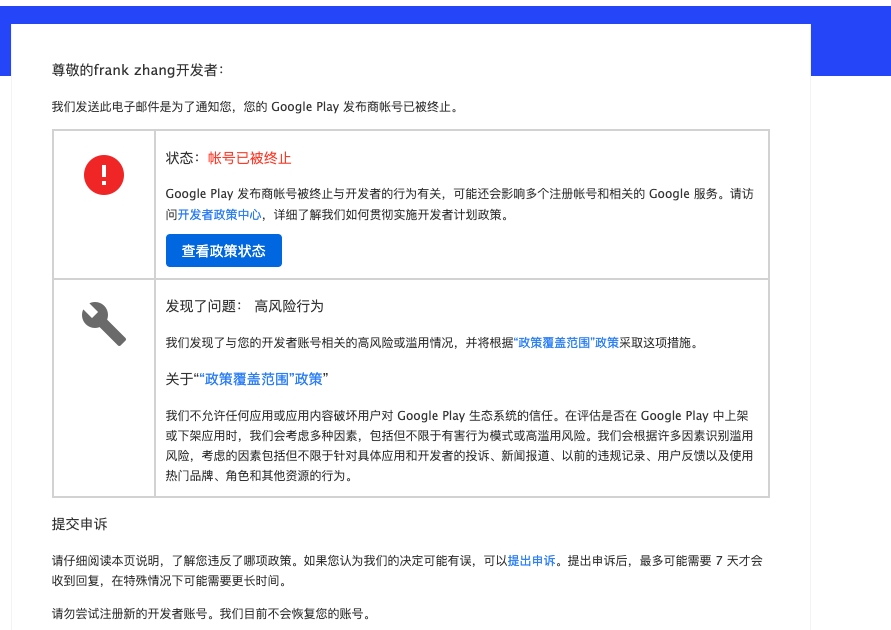 尊敬的frank zhang开发者：
我们发送此电子邮件是为了通知您，您的 Google Play 发布商帐号已被终止。
状态： 帐号已被终止
Google Play 发布商帐号被终止与开发者的行为有关，可能还会影响多个注册帐号和相关的 Google 服务。请访
问开发者政策中心，详细了解我们如何贯彻实施开发者计划政策。
查看政策状态
发现了问题： 高风险行为
我们发现了与您的开发者账号相关的高风险或滥用情况，并将根据“政策覆盖范围”政策采取这项措施。
关于““政策覆盖范围”政策”
我们不允许任何应用或应用内容破坏用户对 Google Play 生态系统的信任。在评估是否在 Google Play 中上架
或下架应用时，我们会考虑多种因素，包括但不限于有害行为模式或高滥用风险。我们会根据许多因素识别滥用
风险，考虑的因素包括但不限于针对具体应用和开发者的投诉、新闻报道、以前的违规记录、用户反馈以及使用
热门品牌、角色和其他资源的行为。
提交申诉
请仔细阅读本页说明，了解您违反了哪项政策。如果您认为我们的决定可能有误，可以提出申诉。提出申诉后，最多可能需要 7 天才会
收到回复，在特殊情况下可能需要更长时间。
请勿尝试注册新的开发者账号。我们目前不会恢复您的账号。